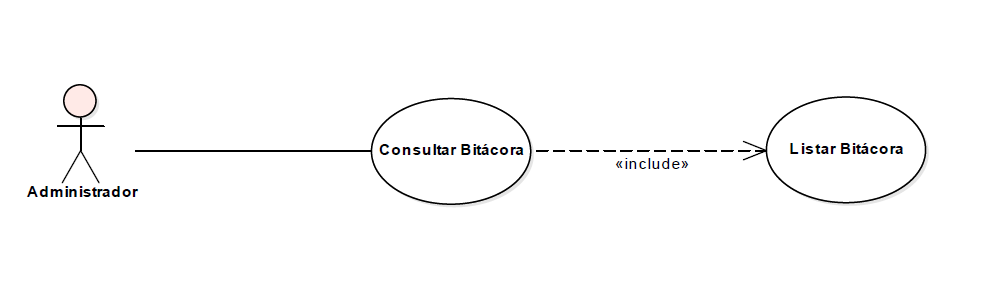 Administrador
Consultar Bitácora
«include»
Listar Bitácora